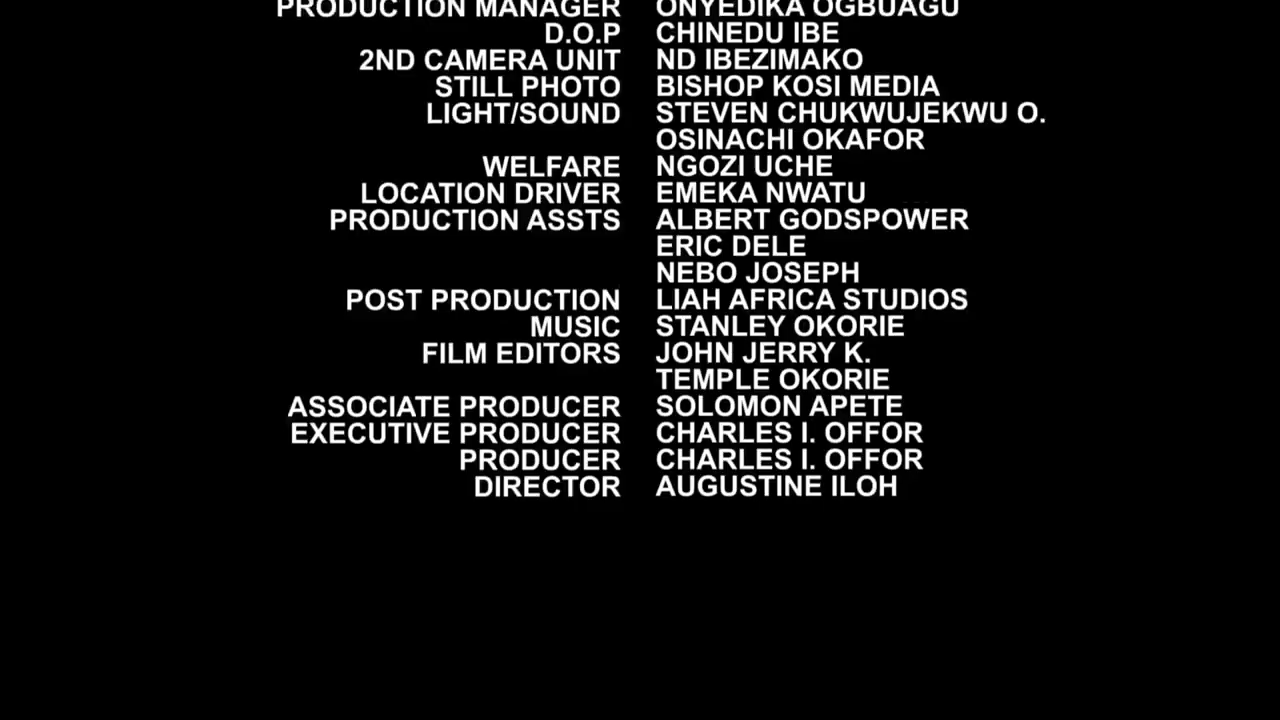 PRODUCTION MANAGER ONYEDIKA OGBUAGU
D.O.P CHINEDU IBE
2ND CAMERA UNIT ND IBEZIMAKO
STILL PHOTO BISHOP KOSI MEDIA
LIGHT/SOUND STEVEN CHUKWUJEKWU O.
OSINACHI OKAFOR
WELFARE NGOZI UCHE
LOCATION DRIVER EMEKA NWATU
PRODUCTION ASSTS ALBERT GODSPOWER
ERIC DELE
NEBO JOSEPH
POST PRODUCTION LIAH AFRICA STUDIOS
MUSIC STANLEY OKORIE
FILM EDITORS JOHN JERRY K.
TEMPLE OKORIE
ASSOCIATE PRODUCER SOLOMON APETE
EXECUTIVE PRODUCER CHARLES I. OFFOR
PRODUCER CHARLES I. OFFOR
DIRECTOR AUGUSTINE ILOH